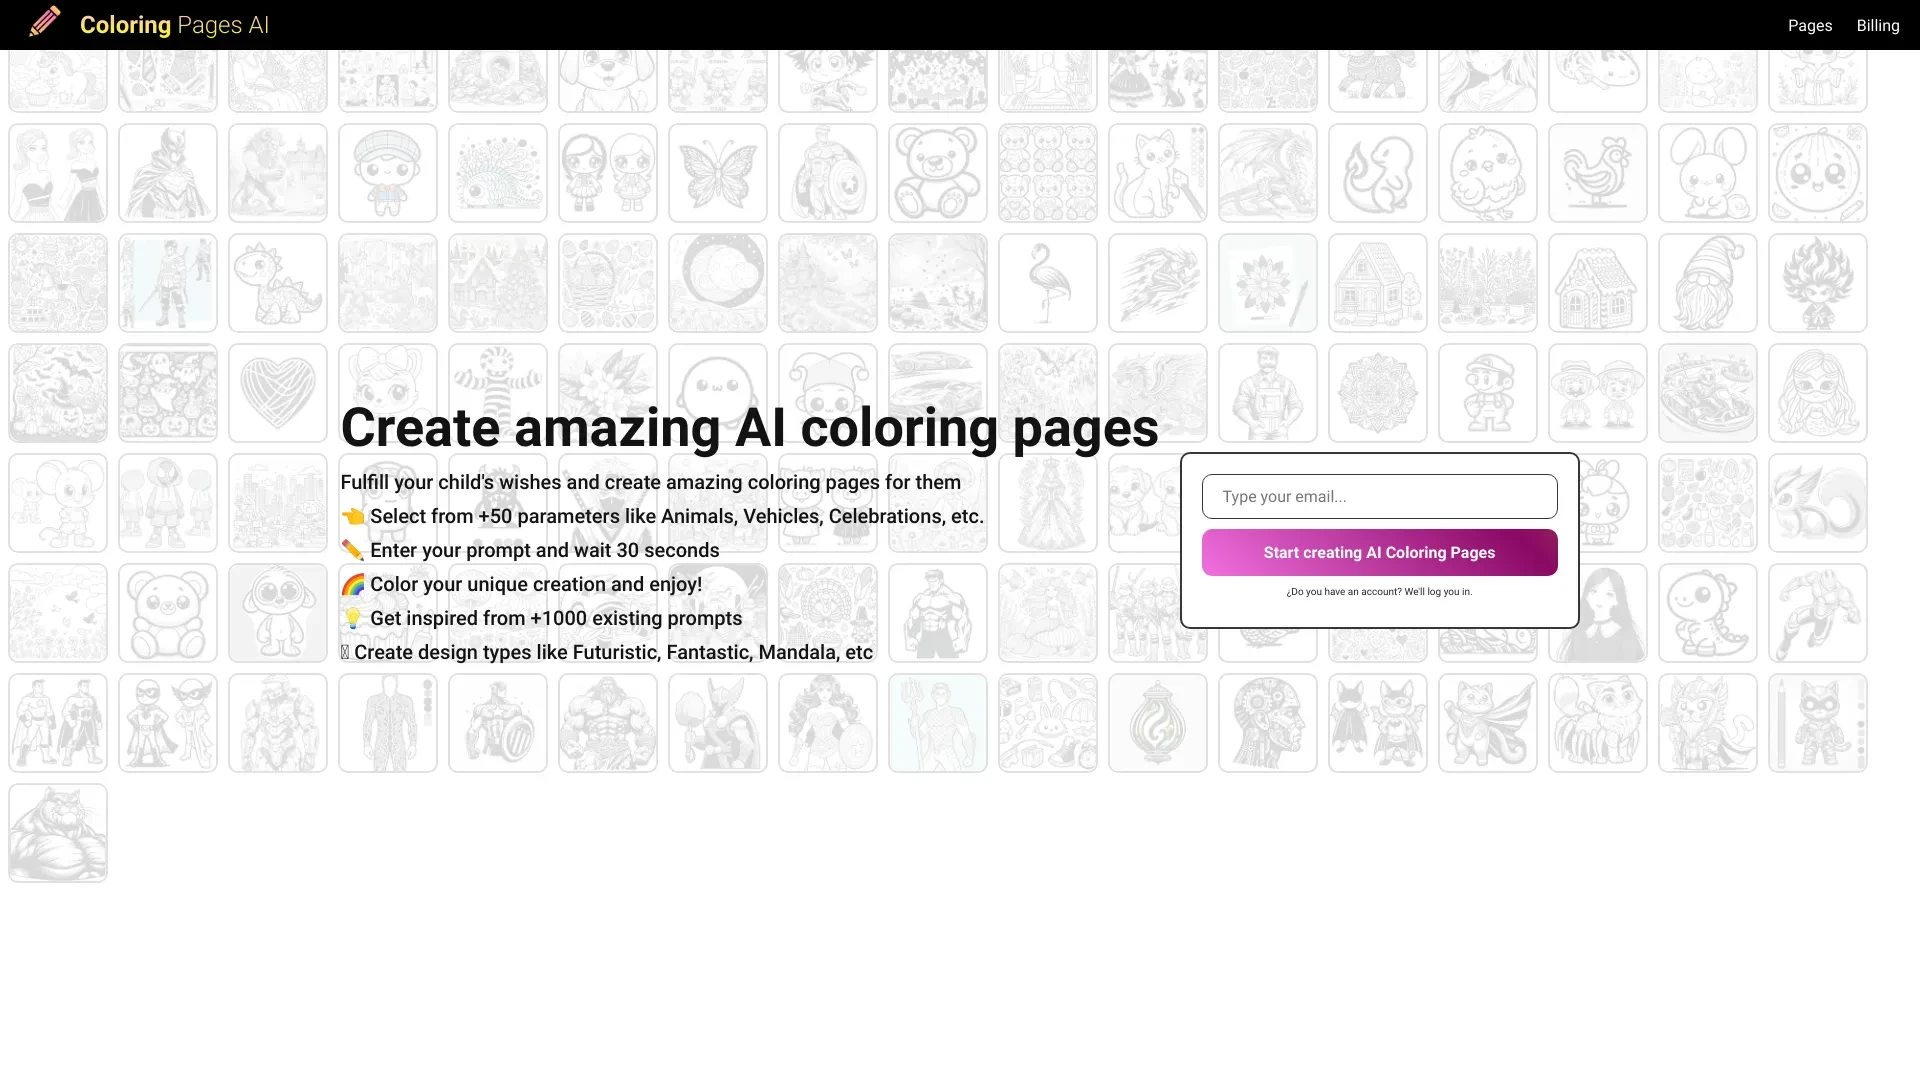 Coloring Pages AI
Pages
Billing
Create amazing AI coloring pages
Fulfill your child's wishes and create amazing coloring pages for them
👈 Select from +50 parameters like Animals, Vehicles, Celebrations, etc.
✏️ Enter your prompt and wait 30 seconds
🌈 Color your unique creation and enjoy!
💡 Get inspired from +1000 existing prompts
Create design types like Futuristic, Fantastic, Mandala, etc
Type your email...
Start creating AI Coloring Pages
¿Do you have an account? We'll log you in.